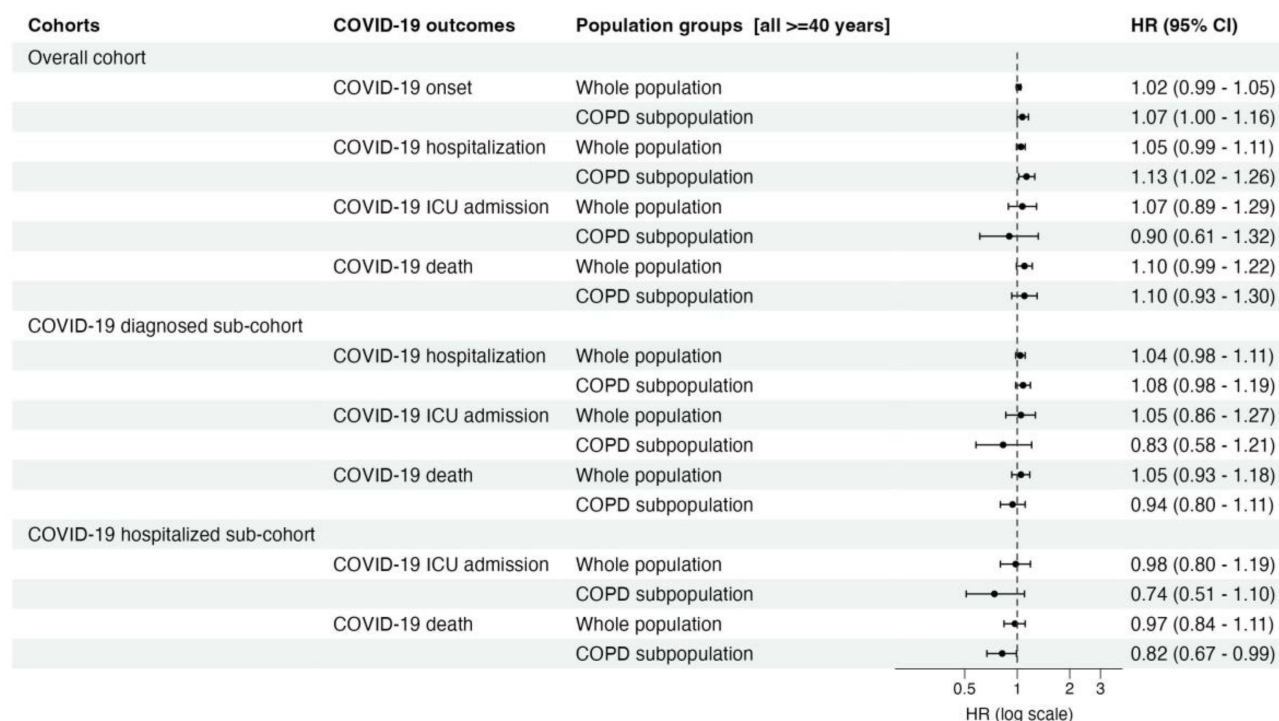 Cohorts COVID-19 outcomes Population groups [all >=40 years] HR (95% CI)
Overall cohort
COVID-19 onset Whole population 1.02 (0.99 - 1.05)
COPD subpopulation 1.07 (1.00 - 1.16)
COVID-19 hospitalization Whole population 1.05 (0.99 - 1.11)
COPD subpopulation 1.13 (1.02 - 1.26)
COVID-19 ICU admission Whole population 1.07 (0.89 - 1.29)
COPD subpopulation 0.90 (0.61 - 1.32)
COVID-19 death Whole population 1.10 (0.99 - 1.22)
COPD subpopulation 1.10 (0.93 - 1.30)
COVID-19 diagnosed sub-cohort
COVID-19 hospitalization Whole population 1.04 (0.98 - 1.11)
COPD subpopulation 1.08 (0.98 - 1.19)
COVID-19 ICU admission Whole population 1.05 (0.86 - 1.27)
COPD subpopulation 0.83 (0.58 - 1.21)
COVID-19 death Whole population 1.05 (0.93 - 1.18)
COPD subpopulation 0.94 (0.80 - 1.11)
COVID-19 hospitalized sub-cohort
COVID-19 ICU admission Whole population 0.98 (0.80 - 1.19)
COPD subpopulation 0.74 (0.51 - 1.10)
COVID-19 death Whole population 0.97 (0.84 - 1.11)
COPD subpopulation 0.82 (0.67 - 0.99)
0.5 1 2 3
HR (log scale)